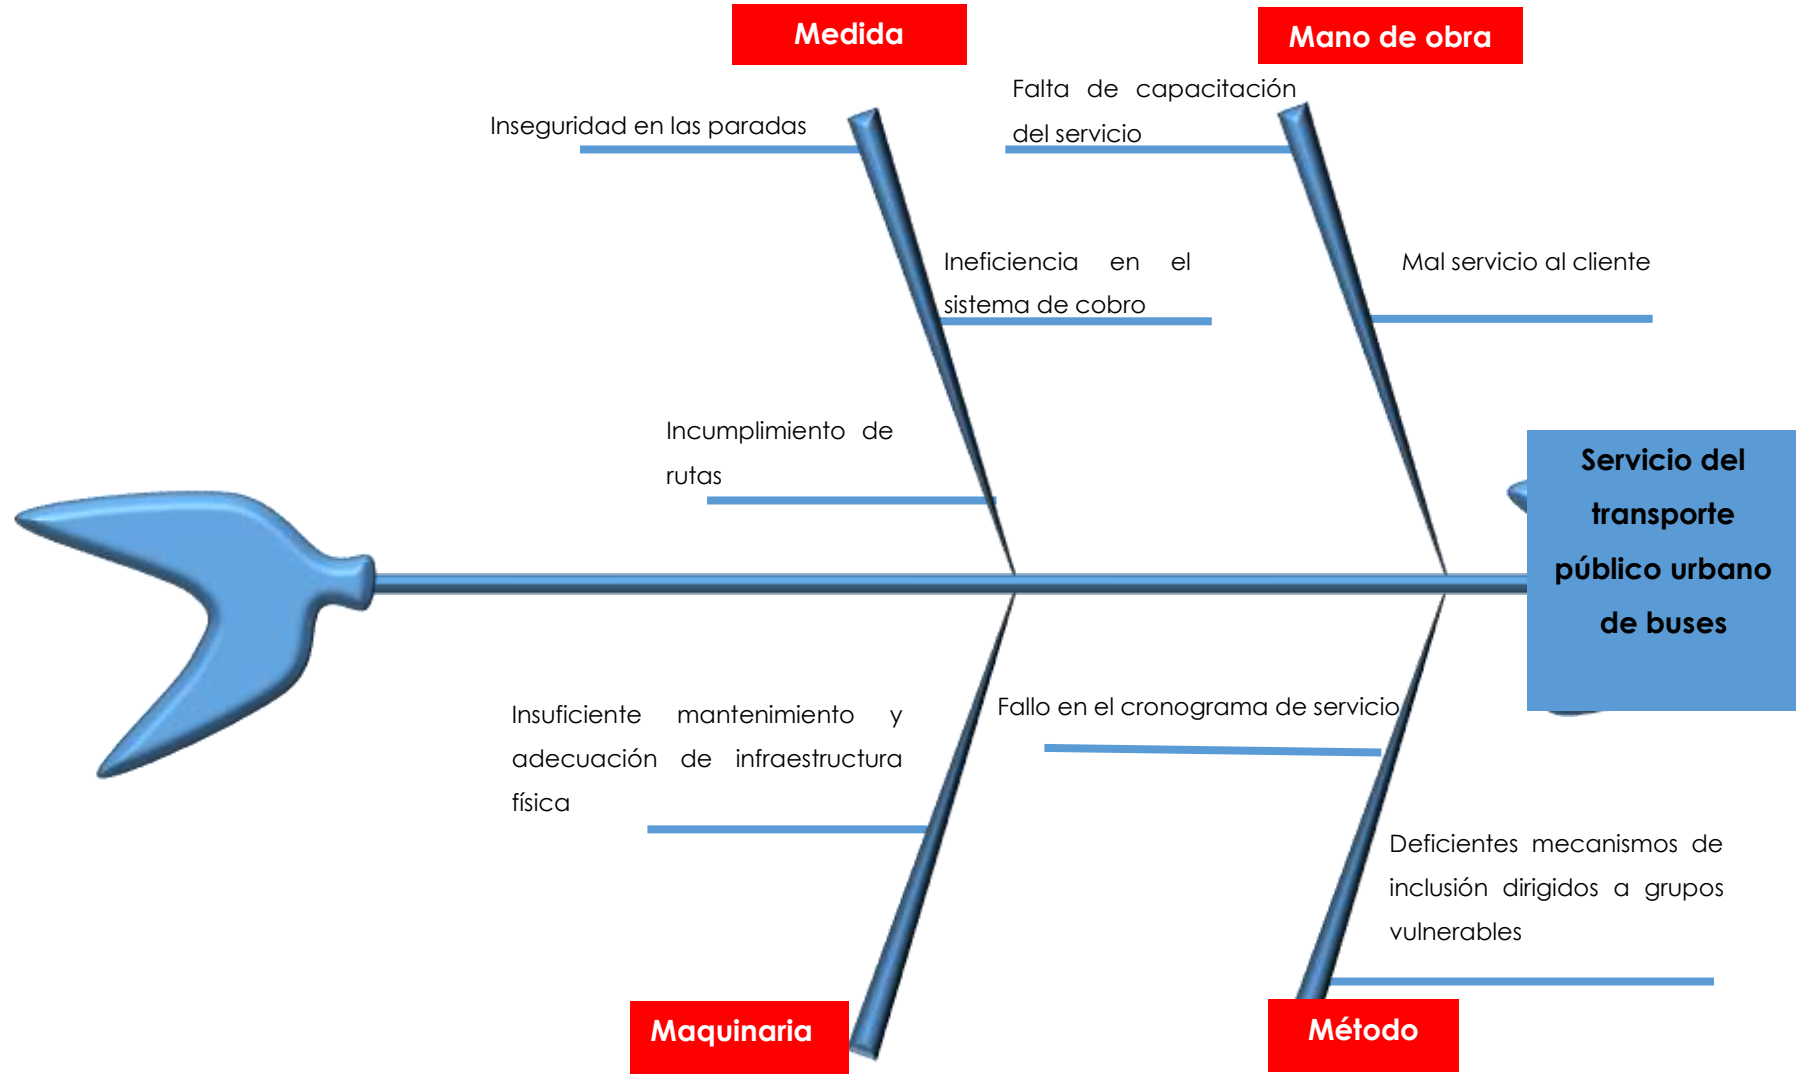 Medida
Mano de obra
Inseguridad en las paradas
Falta de capacitación
del servicio
Ineficiencia en el
sistema de cobro
Mal servicio al cliente
Incumplimiento de
rutas
Servicio del
transporte
público urbano
de buses
Insuficiente mantenimiento y
adecuación de infraestructura
física
Fallo en el cronograma de servicio
Deficientes mecanismos de
inclusión dirigidos a grupos
vulnerables
Maquinaria
Método